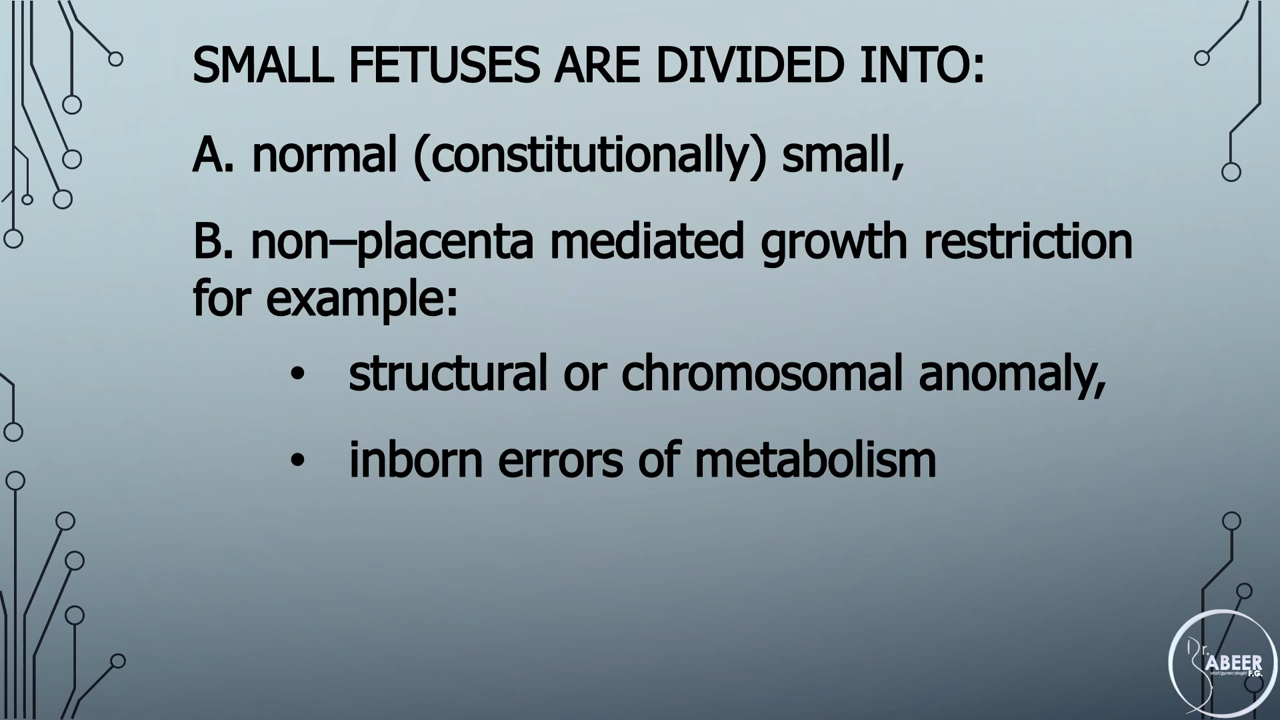 SMALL FETUSES ARE DIVIDED INTO:
A. normal (constitutionally) small,
B. non–placenta mediated growth restriction
for example:
• structural or chromosomal anomaly,
• inborn errors of metabolism
Dr.
ABEER
F.G.